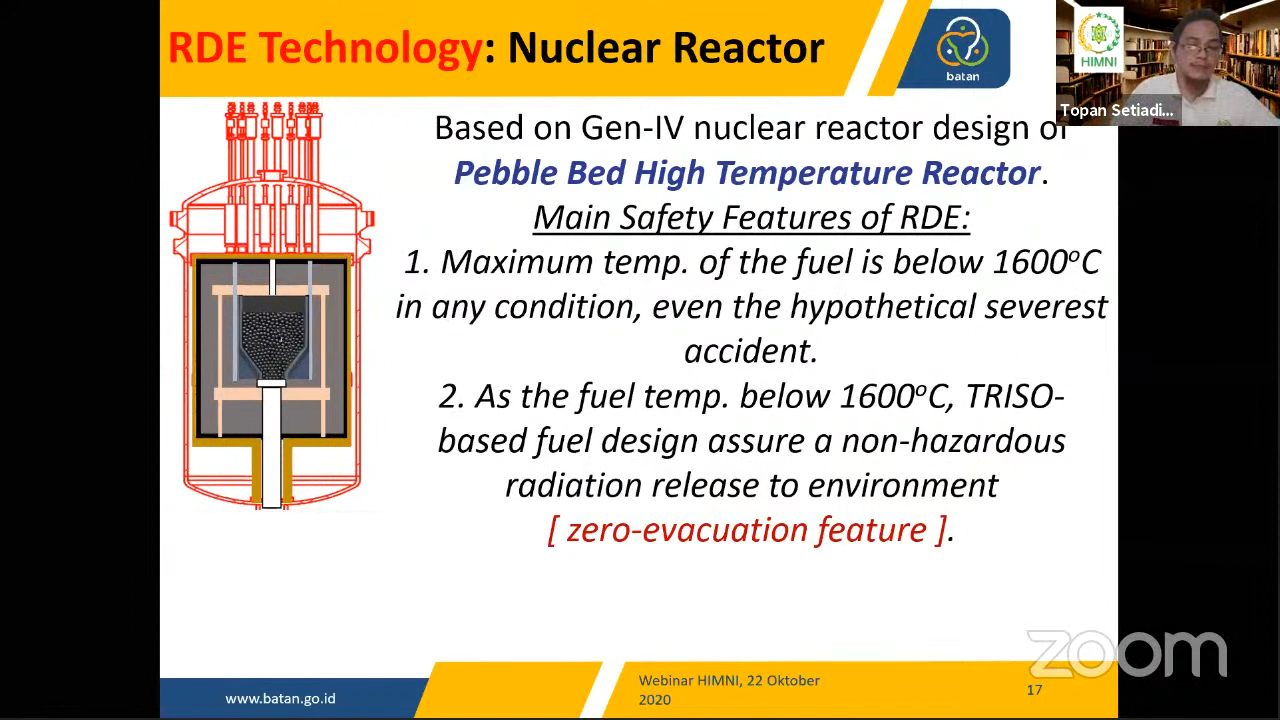 RDE Technology: Nuclear Reactor
batan
HIMNI
Topan Setiadi...
Based on Gen-IV nuclear reactor design of
Pebble Bed High Temperature Reactor.
Main Safety Features of RDE:
1. Maximum temp. of the fuel is below 1600°C
in any condition, even the hypothetical severest
accident.
2. As the fuel temp. below 1600°C, TRISO-
based fuel design assure a non-hazardous
radiation release to environment
[ zero-evacuation feature ].
zoom
www.batan.go.id
Webinar HIMNI, 22 Oktober
2020
17